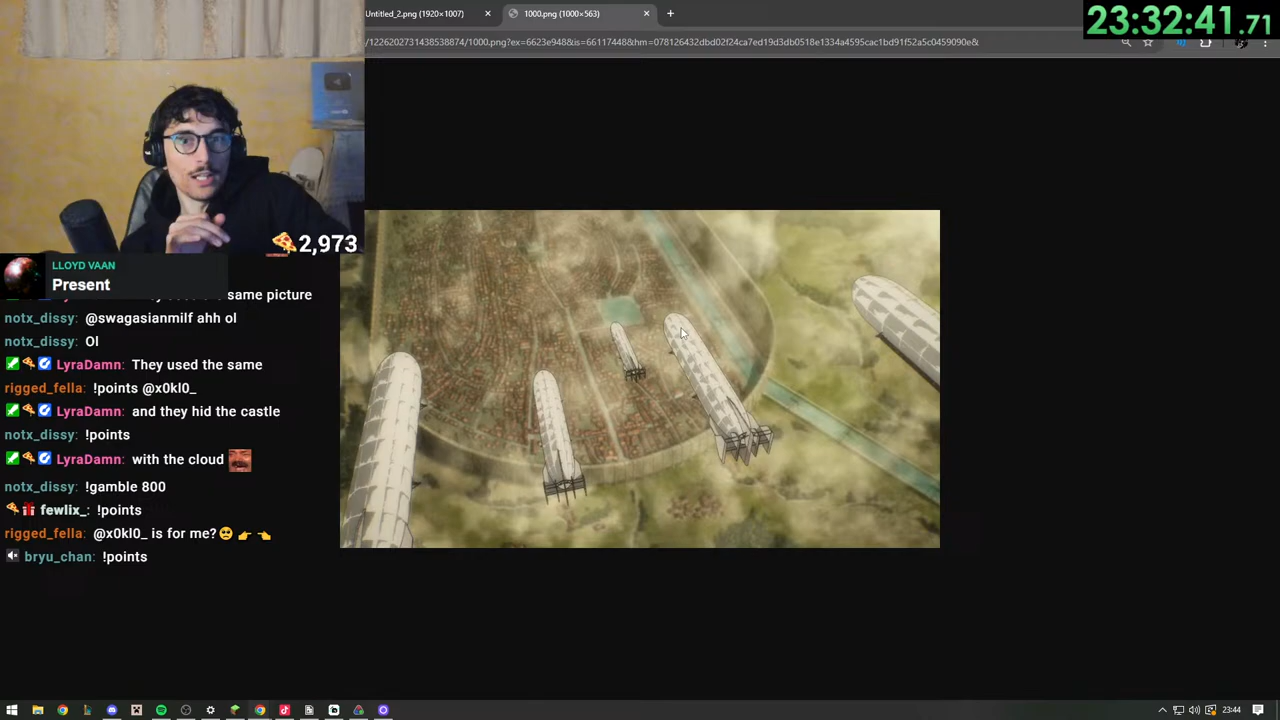 Untitled_2.png (1920×1007)
1000.png (1000×563)
23:32:41.71
/1226202731438538874/1000.png?ex=6623e948&is=66117448&hm=078126432dbd02f24ca7ed19d3db0518e1334a4595cac1bd91f52a5c0459090e&
2,973
LLOYD VAAN
Present
same picture
notx_dissy: @swagasianmilf ahh ol
notx_dissy: Ol
LyraDamn: They used the same
rigged_fella: !points @x0kl0_
LyraDamn: and they hid the castle
notx_dissy: !points
LyraDamn: with the cloud
notx_dissy: !gamble 800
fewlix_: !points
rigged_fella: @x0kl0_ is for me?🥺 👉 👈
bryu_chan: !points
23:44